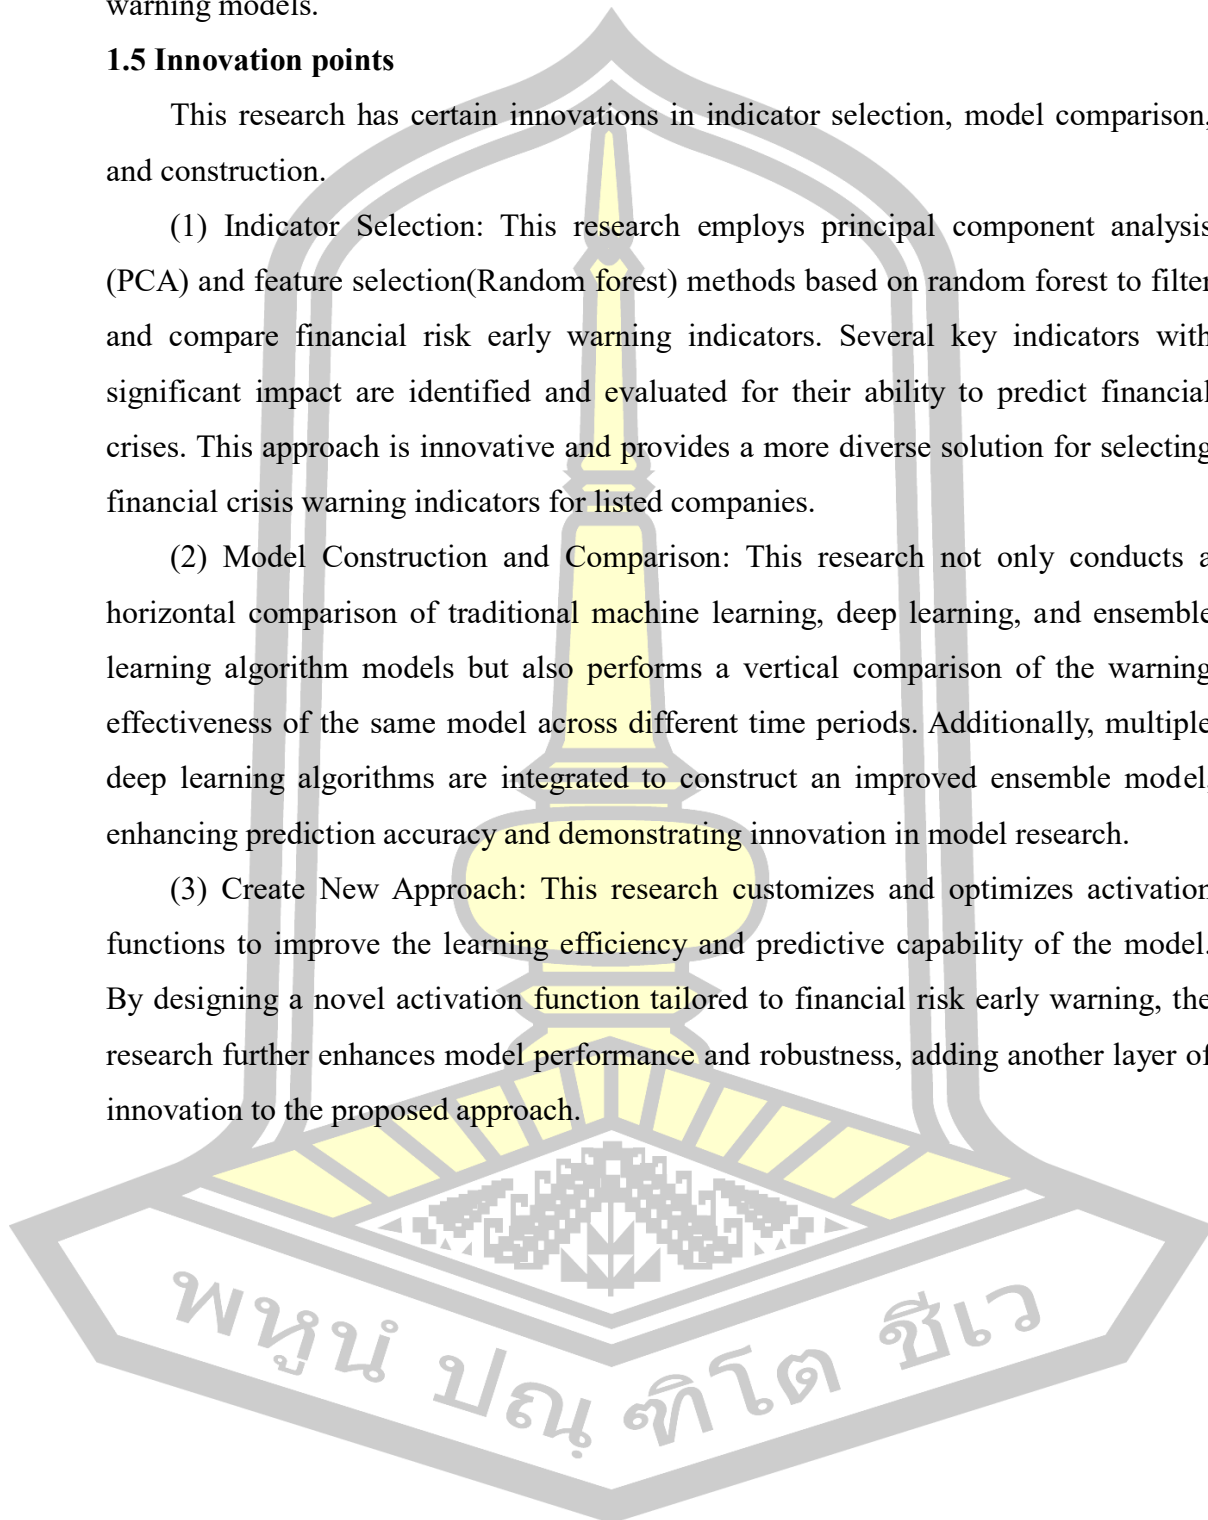 warning models.
1.5 Innovation points
This research has certain innovations in indicator selection, model comparison,
and construction.
(1) Indicator Selection: This research employs principal component analysis
(PCA) and feature selection(Random forest) methods based on random forest to filter
and compare financial risk early warning indicators. Several key indicators with
significant impact are identified and evaluated for their ability to predict financial
crises. This approach is innovative and provides a more diverse solution for selecting
financial crisis warning indicators for listed companies.
(2) Model Construction and Comparison: This research not only conducts a
horizontal comparison of traditional machine learning, deep learning, and ensemble
learning algorithm models but also performs a vertical comparison of the warning
effectiveness of the same model across different time periods. Additionally, multiple
deep learning algorithms are integrated to construct an improved ensemble model,
enhancing prediction accuracy and demonstrating innovation in model research.
(3) Create New Approach: This research customizes and optimizes activation
functions to improve the learning efficiency and predictive capability of the model.
By designing a novel activation function tailored to financial risk early warning, the
research further enhances model performance and robustness, adding another layer of
innovation to the proposed approach.
พหูนํ ปณฺฑิโต ชีเว